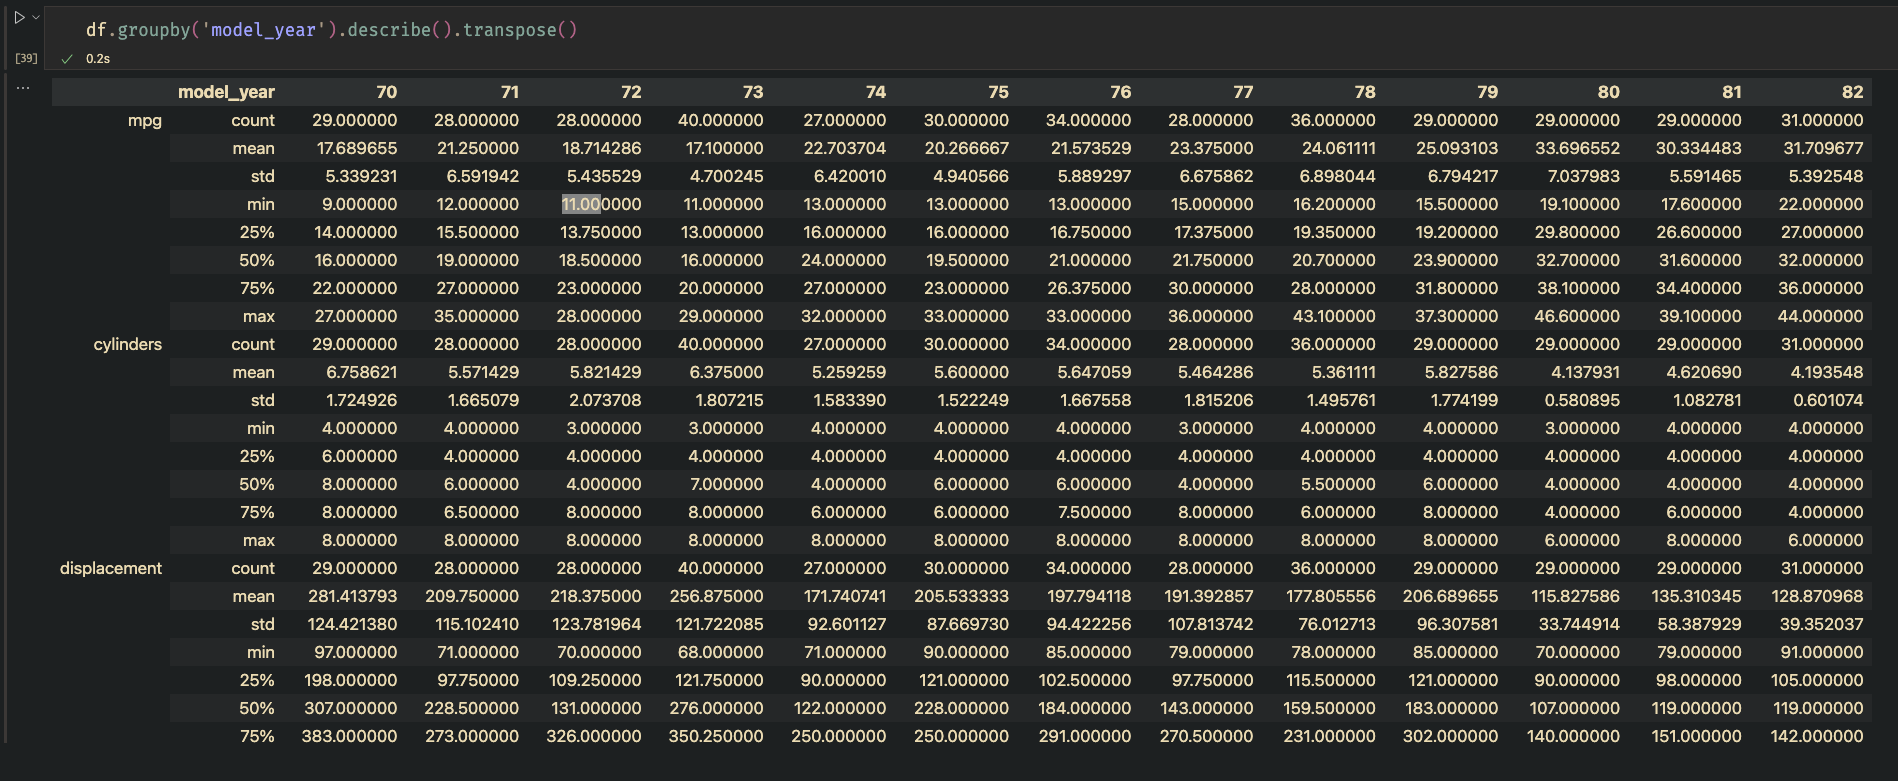 df.groupby('model_year').describe().transpose()
[39] ✓ 0.2s
...
model_year 70 71 72 73 74 75 76 77 78 79 80 81 82
mpg count 29.000000 28.000000 28.000000 40.000000 27.000000 30.000000 34.000000 28.000000 36.000000 29.000000 29.000000 29.000000 31.000000
mean 17.689655 21.250000 18.714286 17.100000 22.703704 20.266667 21.573529 23.375000 24.061111 25.093103 33.696552 30.334483 31.709677
std 5.339231 6.591942 5.435529 4.700245 6.420010 4.940566 5.889297 6.675862 6.898044 6.794217 7.037983 5.591465 5.392548
min 9.000000 12.000000 11.000000 11.000000 13.000000 13.000000 13.000000 15.000000 16.200000 15.500000 19.100000 17.600000 22.000000
25% 14.000000 15.500000 13.750000 13.000000 16.000000 16.000000 16.750000 17.375000 19.350000 19.200000 29.800000 26.600000 27.000000
50% 16.000000 19.000000 18.500000 16.000000 24.000000 19.500000 21.000000 21.750000 20.700000 23.900000 32.700000 31.600000 32.000000
75% 22.000000 27.000000 23.000000 20.000000 27.000000 23.000000 26.375000 30.000000 28.000000 31.800000 38.100000 34.400000 36.000000
max 27.000000 35.000000 28.000000 29.000000 32.000000 33.000000 33.000000 36.000000 43.100000 37.300000 46.600000 39.100000 44.000000
cylinders count 29.000000 28.000000 28.000000 40.000000 27.000000 30.000000 34.000000 28.000000 36.000000 29.000000 29.000000 29.000000 31.000000
mean 6.758621 5.571429 5.821429 6.375000 5.259259 5.600000 5.647059 5.464286 5.361111 5.827586 4.137931 4.620690 4.193548
std 1.724926 1.665079 2.073708 1.807215 1.583390 1.522249 1.667558 1.815206 1.495761 1.774199 0.580895 1.082781 0.601074
min 4.000000 4.000000 3.000000 3.000000 4.000000 4.000000 4.000000 3.000000 4.000000 4.000000 3.000000 4.000000 4.000000
25% 6.000000 4.000000 4.000000 4.000000 4.000000 4.000000 4.000000 4.000000 4.000000 4.000000 4.000000 4.000000 4.000000
50% 8.000000 6.000000 4.000000 7.000000 4.000000 6.000000 6.000000 4.000000 5.500000 6.000000 4.000000 4.000000 4.000000
75% 8.000000 6.500000 8.000000 8.000000 6.000000 6.000000 7.500000 8.000000 6.000000 8.000000 4.000000 6.000000 4.000000
max 8.000000 8.000000 8.000000 8.000000 8.000000 8.000000 8.000000 8.000000 8.000000 8.000000 6.000000 8.000000 6.000000
displacement count 29.000000 28.000000 28.000000 40.000000 27.000000 30.000000 34.000000 28.000000 36.000000 29.000000 29.000000 29.000000 31.000000
mean 281.413793 209.750000 218.375000 256.875000 171.740741 205.533333 197.794118 191.392857 177.805556 206.689655 115.827586 135.310345 128.870968
std 124.421380 115.102410 123.781964 121.722085 92.601127 87.669730 94.422256 107.813742 76.012713 96.307581 33.744914 58.387929 39.352037
min 97.000000 71.000000 70.000000 68.000000 71.000000 90.000000 85.000000 79.000000 78.000000 85.000000 70.000000 79.000000 91.000000
25% 198.000000 97.750000 109.250000 121.750000 90.000000 121.000000 102.500000 97.750000 115.500000 121.000000 90.000000 98.000000 105.000000
50% 307.000000 228.500000 131.000000 276.000000 122.000000 228.000000 184.000000 143.000000 159.500000 183.000000 107.000000 119.000000 119.000000
75% 383.000000 273.000000 326.000000 350.250000 250.000000 250.000000 291.000000 270.500000 231.000000 302.000000 140.000000 151.000000 142.000000